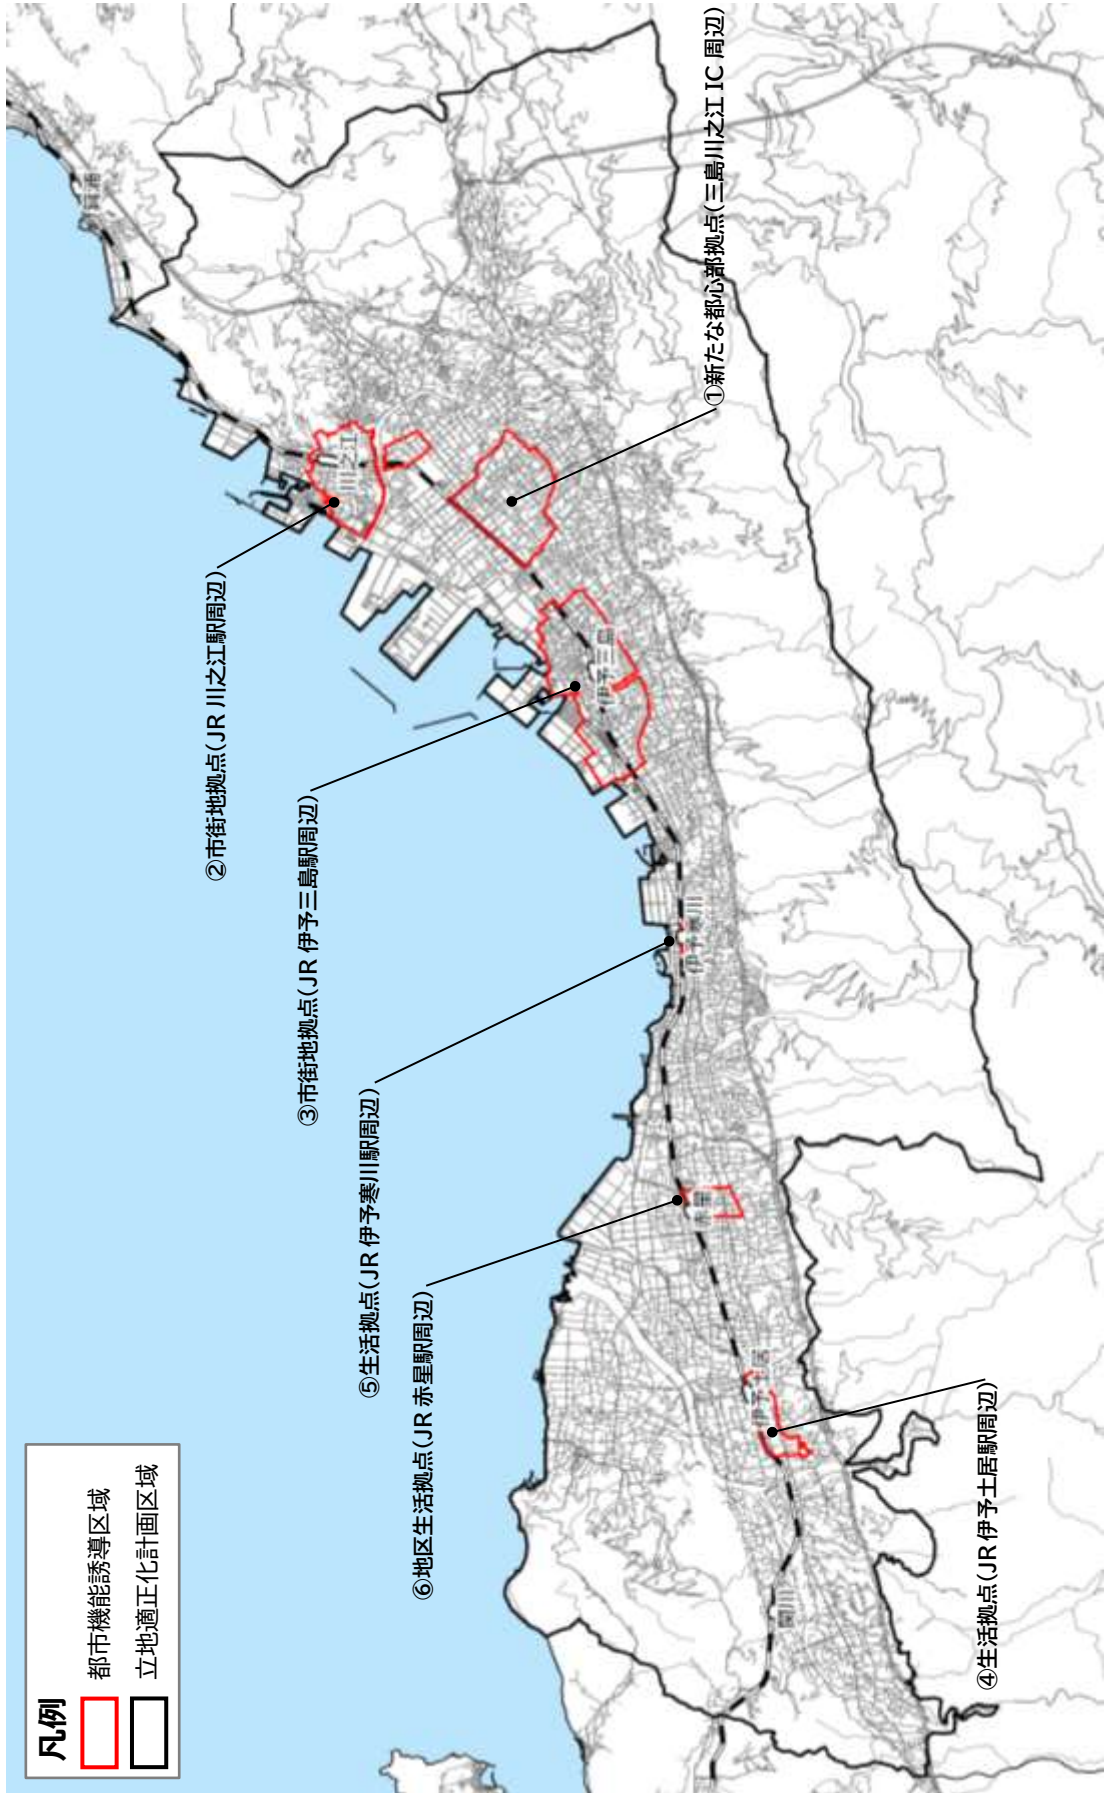 凡例
都市機能誘導区域
立地適正化計画区域
①新たな都心部拠点(三島川之江 IC 周辺)
②市街地拠点(JR 川之江駅周辺)
③市街地拠点(JR 伊予三島駅周辺)
⑤生活拠点(JR 伊予寒川駅周辺)
⑥地区生活拠点(JR 赤星駅周辺)
④生活拠点(JR 伊予土居駅周辺)
箕浦
川之江
伊予三島
伊予寒川
赤星
伊予土居
関川